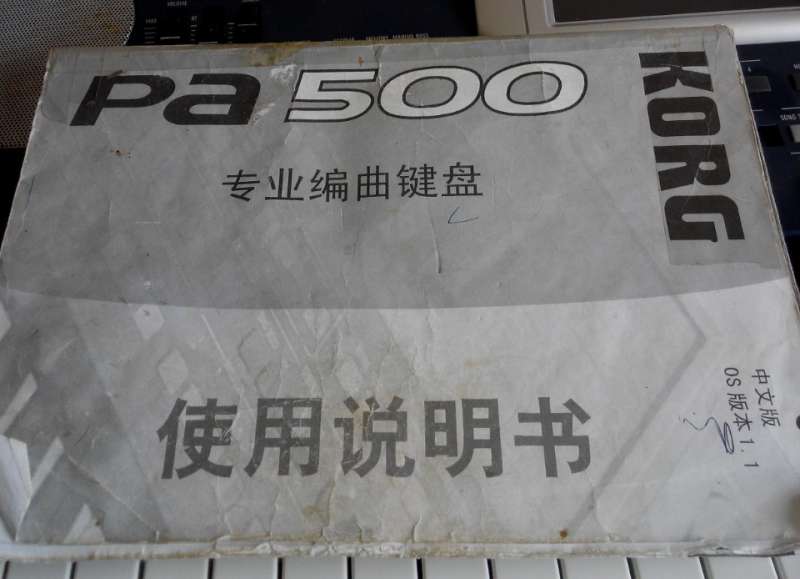 pa 500
KORG
专业编曲键盘
使用说明书
中文版
OS版本1.1